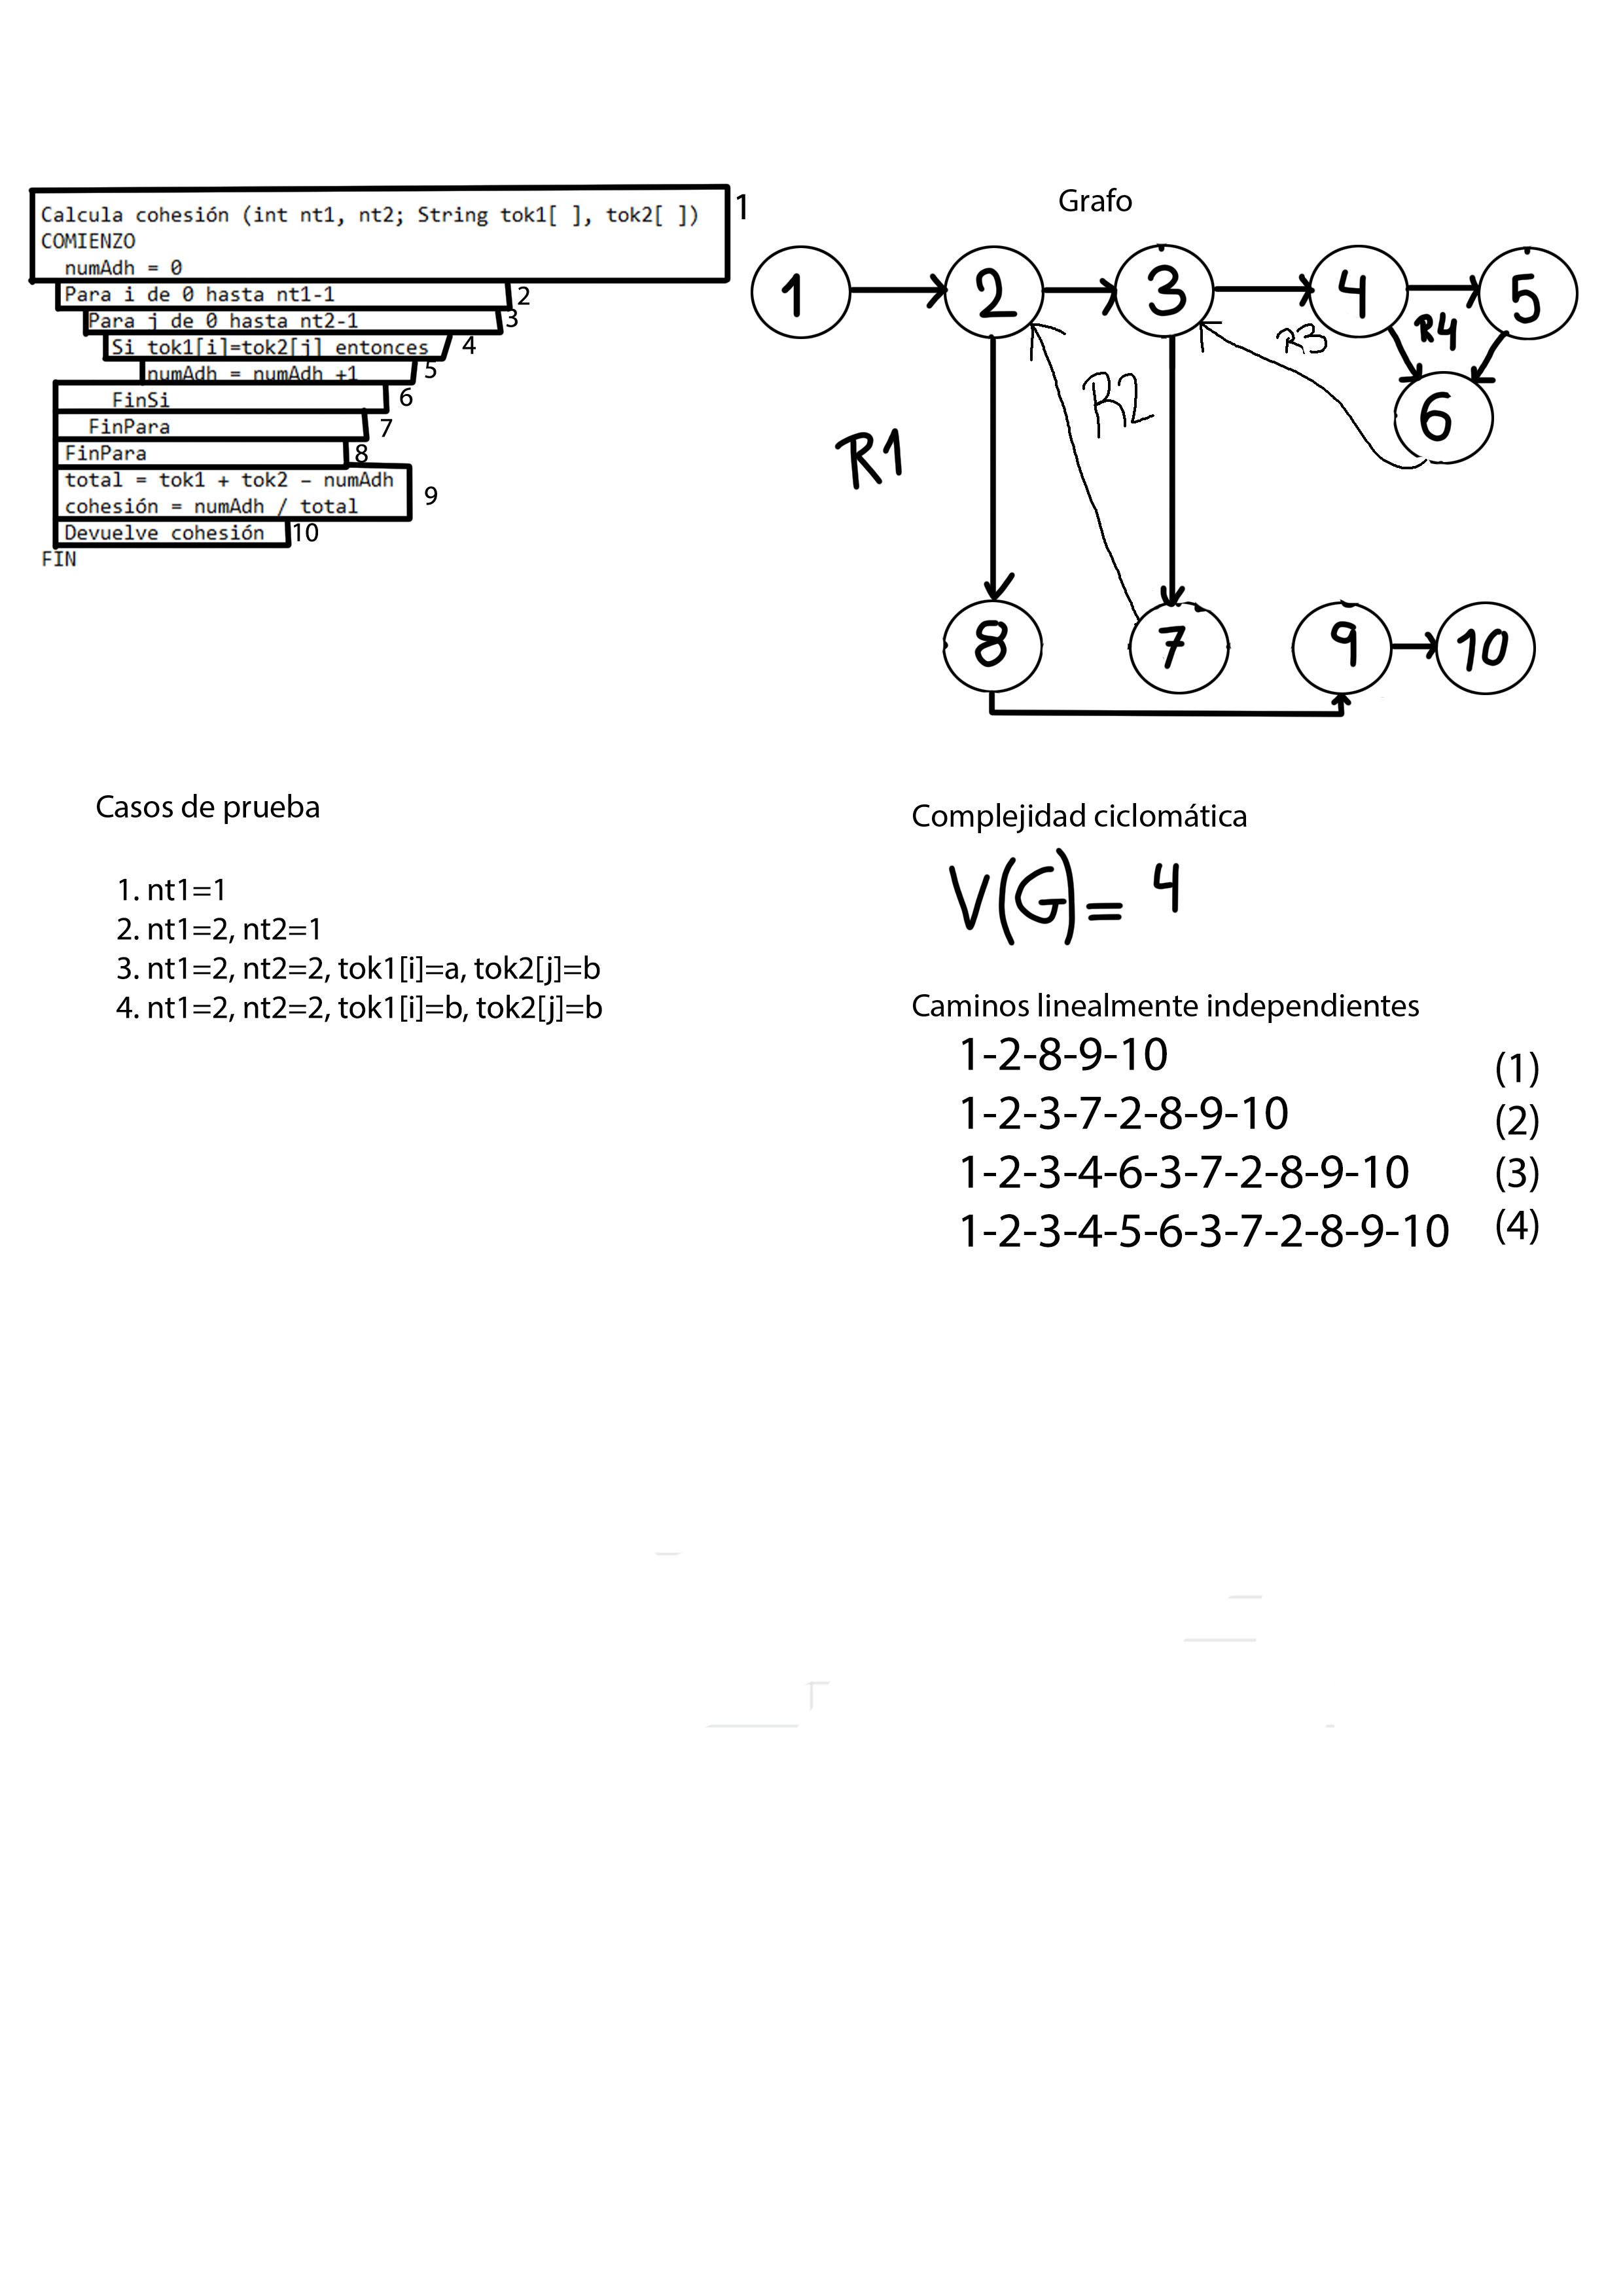 Calcula cohesión (int nt1, nt2; String tok1[ ], tok2[ ])
1
COMIENZO
numAdh = 0
Para i de 0 hasta nt1-1
2
Para j de 0 hasta nt2-1
3
Si tok1[i]=tok2[j] entonces
4
numAdh = numAdh +1
5
FinSi
6
FinPara
7
FinPara
8
total = tok1 + tok2 – numAdh
cohesión = numAdh / total
9
Devuelve cohesión
10
FIN
Grafo
1
2
3
4
5
R4
R3
6
R2
R1
8
7
9
10
Casos de prueba
1. nt1=1
2. nt1=2, nt2=1
3. nt1=2, nt2=2, tok1[i]=a, tok2[j]=b
4. nt1=2, nt2=2, tok1[i]=b, tok2[j]=b
Complejidad ciclomática
V(G)= 4
Caminos linealmente independientes
1-2-8-9-10 (1)
1-2-3-7-2-8-9-10 (2)
1-2-3-4-6-3-7-2-8-9-10 (3)
1-2-3-4-5-6-3-7-2-8-9-10 (4)